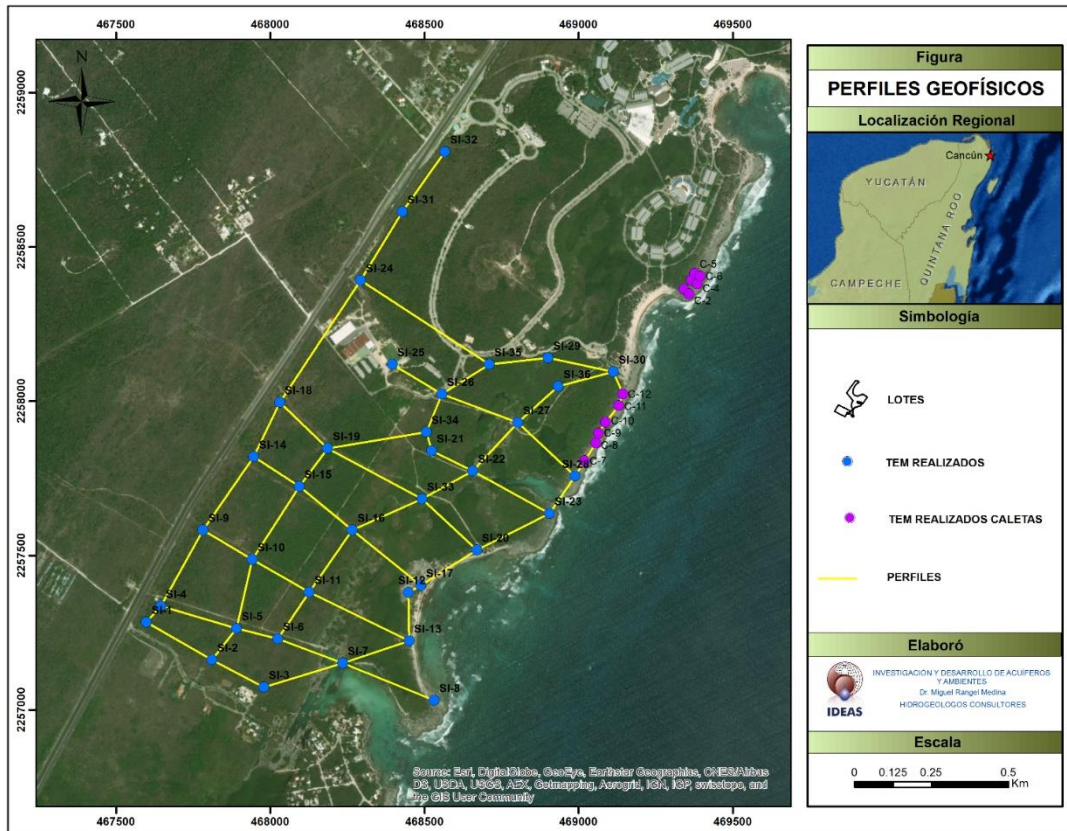 467500 468000 468500 469000 469500
2259000
2258500
2258000
2257500
2257000
N
SI-32
SI-31
SI-24
C-5
C-6
C-4
C-2
SI-25
SI-35
SI-29
SI-30
SI-36
SI-26
C-12
C-11
SI-18
SI-27
C-10
SI-34
C-9
SI-21
C-8
SI-19
C-7
SI-14
SI-22
SI-28
SI-15
SI-33
SI-23
SI-9
SI-16
SI-20
SI-10
SI-17
SI-12
SI-11
SI-4
SI-1
SI-5
SI-6
SI-13
SI-2
SI-7
SI-3
SI-8
Source: Esri, DigitalGlobe, GeoEye, Earthstar Geographics, CNES/Airbus
DS, USDA, USGS, AEX, Getmapping, Aerogrid, IGN, IGP, swisstopo, and
the GIS User Community
467500 468000 468500 469000 469500
Figura
PERFILES GEOFÍSICOS
Localización Regional
Cancún
YUCATÁN
QUINTANA ROO
CAMPECHE
Simbología
LOTES
TEM REALIZADOS
TEM REALIZADOS CALETAS
PERFILES
Elaboró
IDEAS
INVESTIGACIÓN Y DESARROLLO DE ACUÍFEROS
Y AMBIENTES
Dr. Miguel Rangel Medina
HIDROGEOLOGOS CONSULTORES
Escala
0 0.125 0.25 0.5
Km